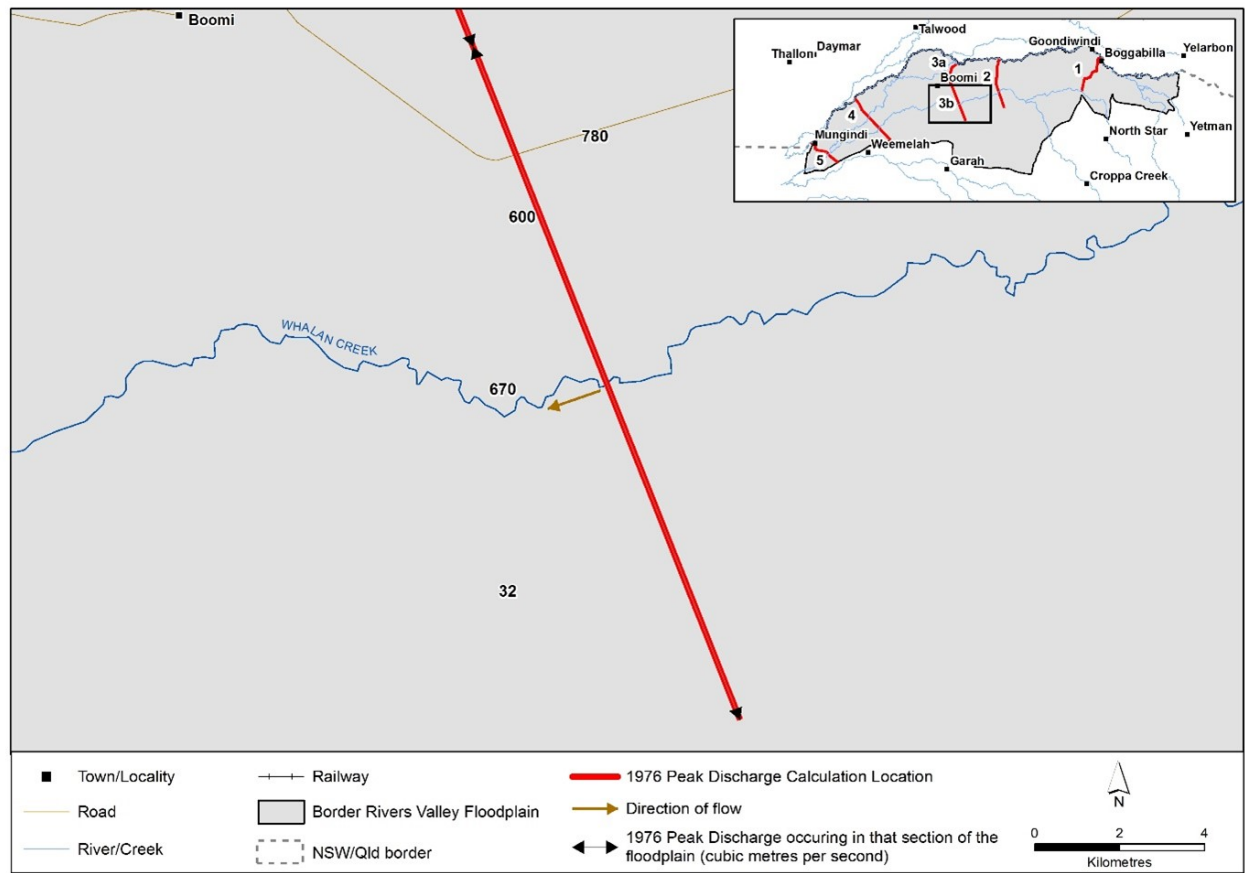 Boomi
780
600
WHALAN CREEK
670
32
Talwood
Goondiwindi
Thallon
Daymar
Boggabilla
Yelarbon
3a
Boomi
2
1
3b
4
Mungindi
Weemelah
North Star
Yetman
5
Garah
Croppa Creek
Town/Locality
Road
River/Creek
Railway
Border Rivers Valley Floodplain
NSW/Qld border
1976 Peak Discharge Calculation Location
Direction of flow
1976 Peak Discharge occuring in that section of the
floodplain (cubic metres per second)
N
0 2 4
Kilometres